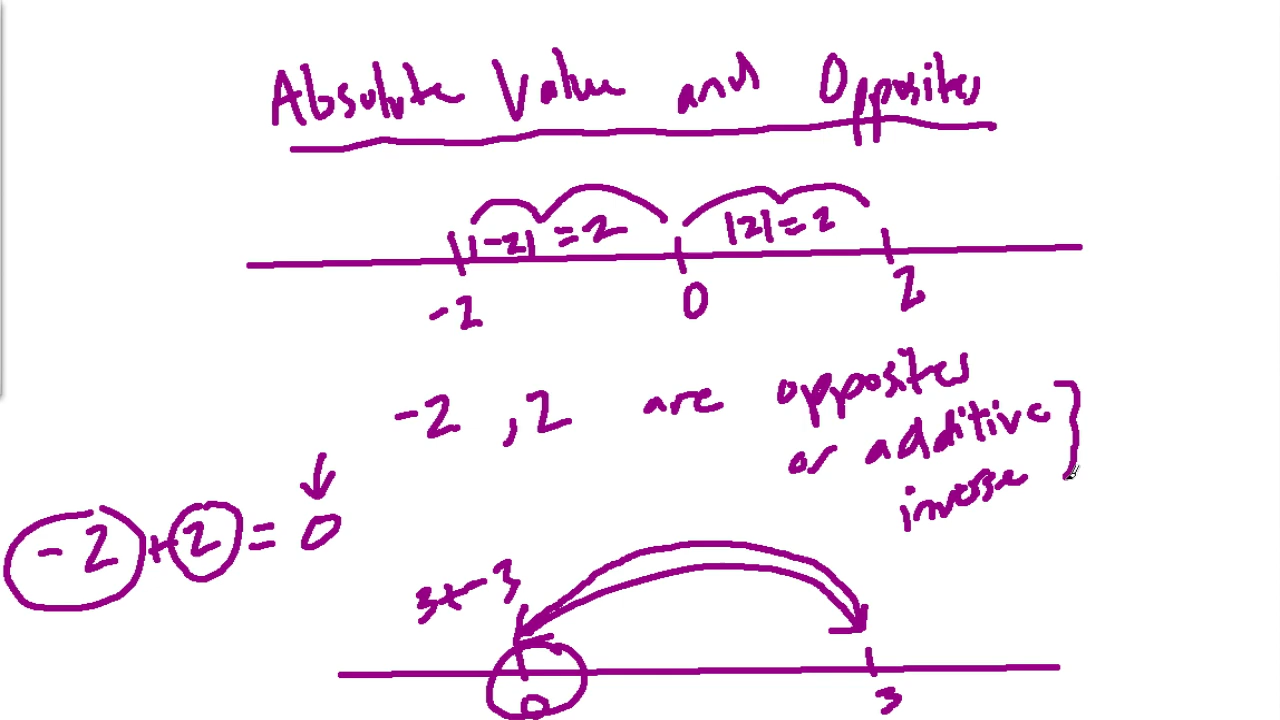 Absolute Value and Opposites
|-2| = 2 |2| = 2
-2 0 2
-2 , 2 are opposites
or additive
inverse
-2 + 2 = 0
3 + -3
0 3